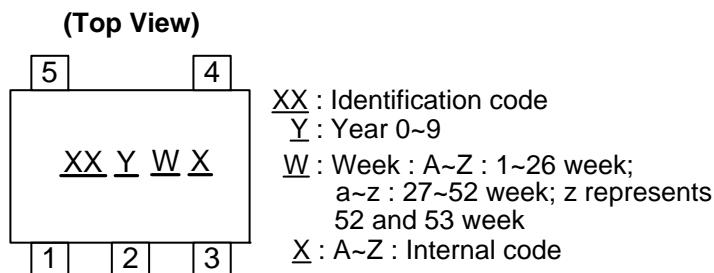 (Top View)
5 4
XX Y W X
1 2 3
XX : Identification code
Y : Year 0~9
W : Week : A~Z : 1~26 week;
a~z : 27~52 week; z represents
52 and 53 week
X : A~Z : Internal code